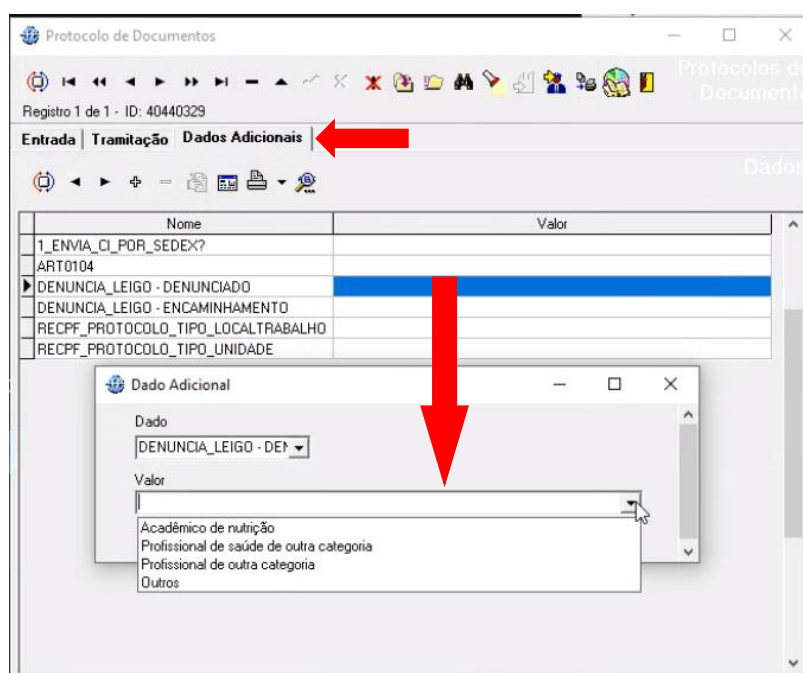 Protocolo de Documentos
Protocolos de
Documento
Registro 1 de 1 - ID: 40440329
Entrada Tramitação Dados Adicionais
Dados
Nome Valor
1_ENVIA_CI_POR_SEDEX?
ART0104
DENUNCIA_LEIGO - DENUNCIADO
DENUNCIA_LEIGO - ENCAMINHAMENTO
RECPF_PROTOCOLO_TIPO_LOCALTRABALHO
RECPF_PROTOCOLO_TIPO_UNIDADE
Dado Adicional
Dado
DENUNCIA_LEIGO - DEN
Valor
Acadêmico de nutrição
Profissional de saúde de outra categoria
Profissional de outra categoria
Outros